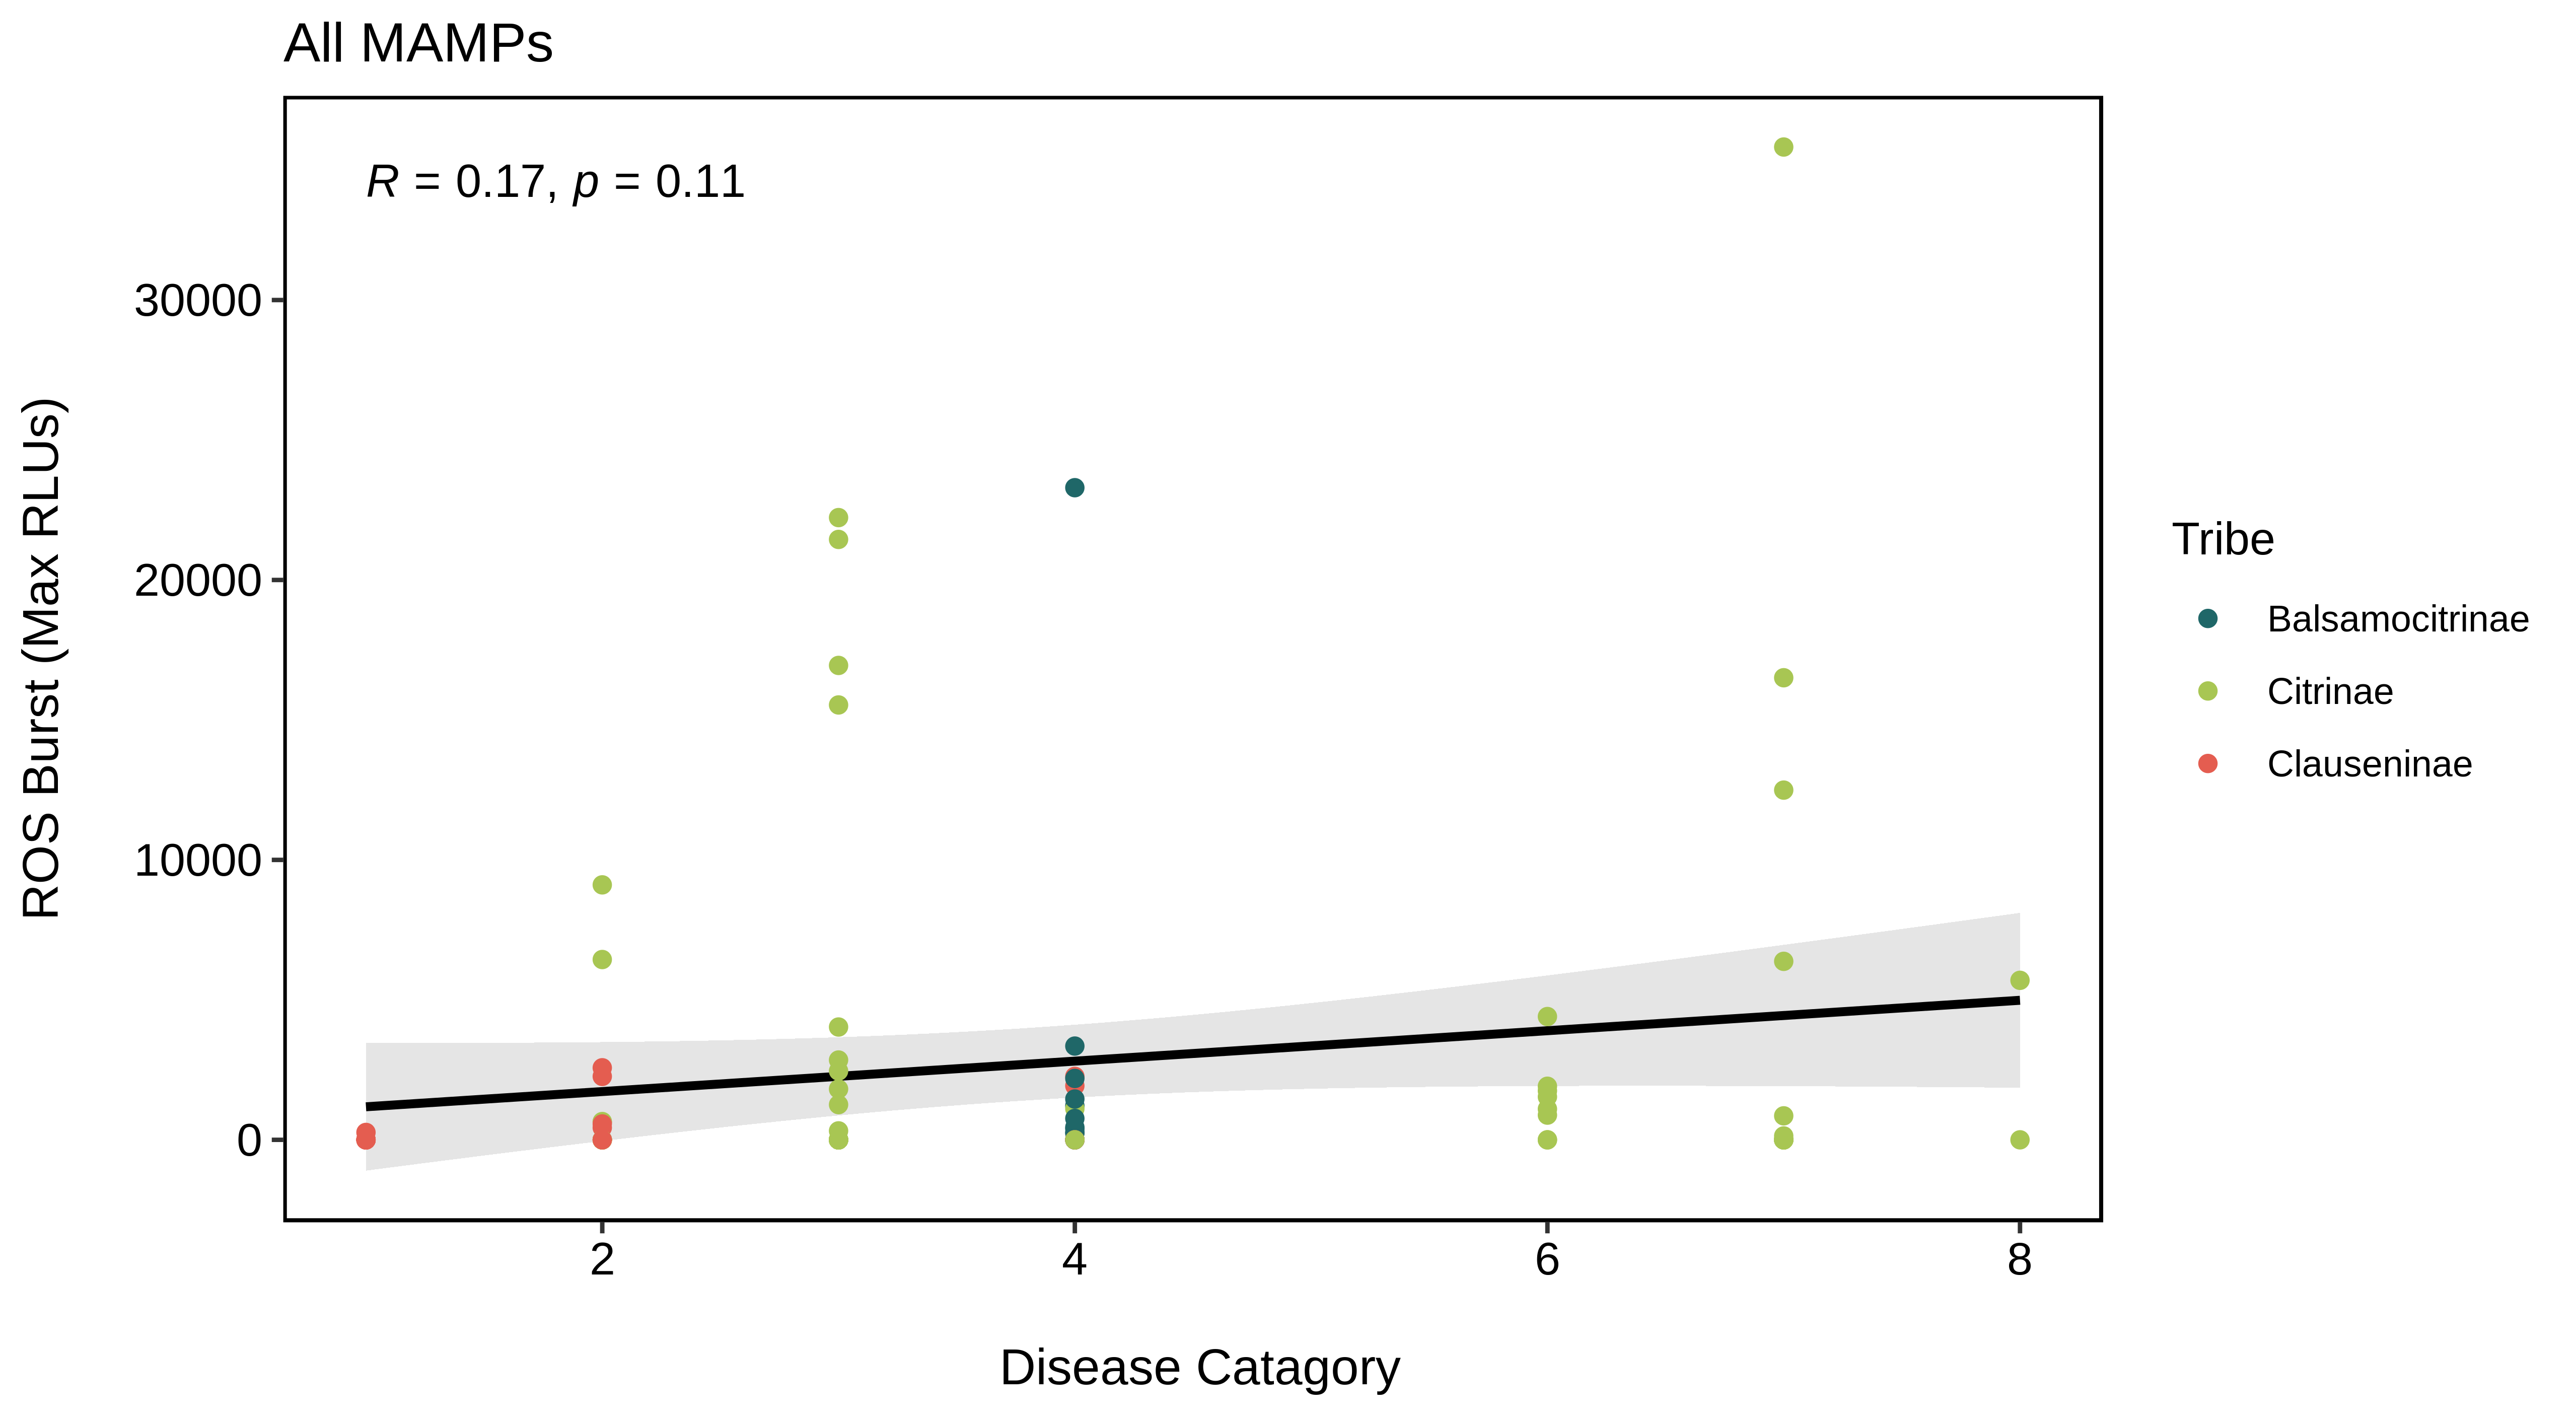 All MAMPs
R = 0.17, p = 0.11
ROS Burst (Max RLUs)
30000
20000
10000
0
2 4 6 8
Disease Catagory
Tribe
Balsamocitrinae
Citrinae
Clauseninae